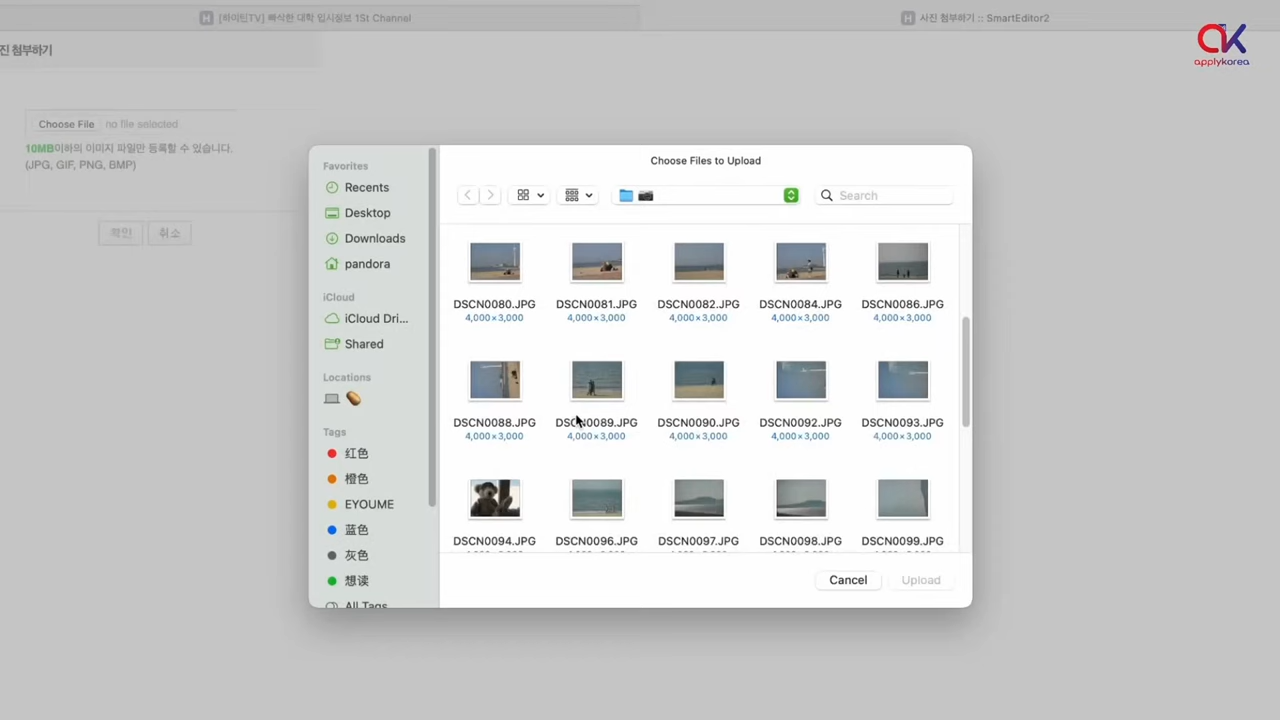 [하이틴TV] 빠삭한 대학 입시정보 1St Channel
사진 첨부하기 :: SmartEditor2
applykorea
진 첨부하기
Choose File no file selected
10MB이하의 이미지 파일만 등록할 수 있습니다.
(JPG, GIF, PNG, BMP)
확인 취소
Choose Files to Upload
Search
Favorites
Recents
Desktop
Downloads
pandora
iCloud
iCloud Dri...
Shared
Locations
Tags
红色
橙色
EYOUME
蓝色
灰色
想读
All Tags
DSCN0080.JPG DSCN0081.JPG DSCN0082.JPG DSCN0084.JPG DSCN0086.JPG
4,000×3,000 4,000×3,000 4,000×3,000 4,000×3,000 4,000×3,000
DSCN0088.JPG DSCN0089.JPG DSCN0090.JPG DSCN0092.JPG DSCN0093.JPG
4,000×3,000 4,000×3,000 4,000×3,000 4,000×3,000 4,000×3,000
DSCN0094.JPG DSCN0096.JPG DSCN0097.JPG DSCN0098.JPG DSCN0099.JPG
Cancel Upload